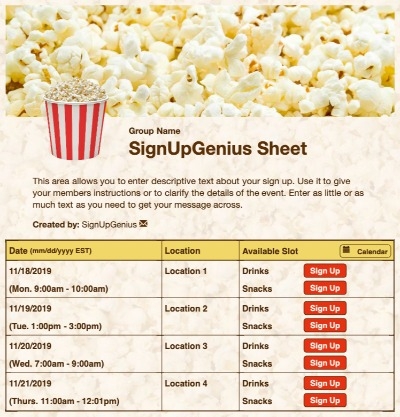 Group Name
SignUpGenius Sheet
This area allows you to enter descriptive text about your sign up. Use it to give
your members instructions or to clarify the details of the event. Enter as little or as
much text as you need to get your message across.
Created by: SignUpGenius
Date (mm/dd/yyyy EST) Location Available Slot Calendar
11/18/2019 Location 1 Drinks Sign Up
(Mon. 9:00am - 10:00am) Snacks Sign Up
11/19/2019 Location 2 Drinks Sign Up
(Tue. 1:00pm - 3:00pm) Snacks Sign Up
11/20/2019 Location 3 Drinks Sign Up
(Wed. 7:00am - 9:00am) Snacks Sign Up
11/21/2019 Location 4 Drinks Sign Up
(Thurs. 11:00am - 12:01pm) Snacks Sign Up